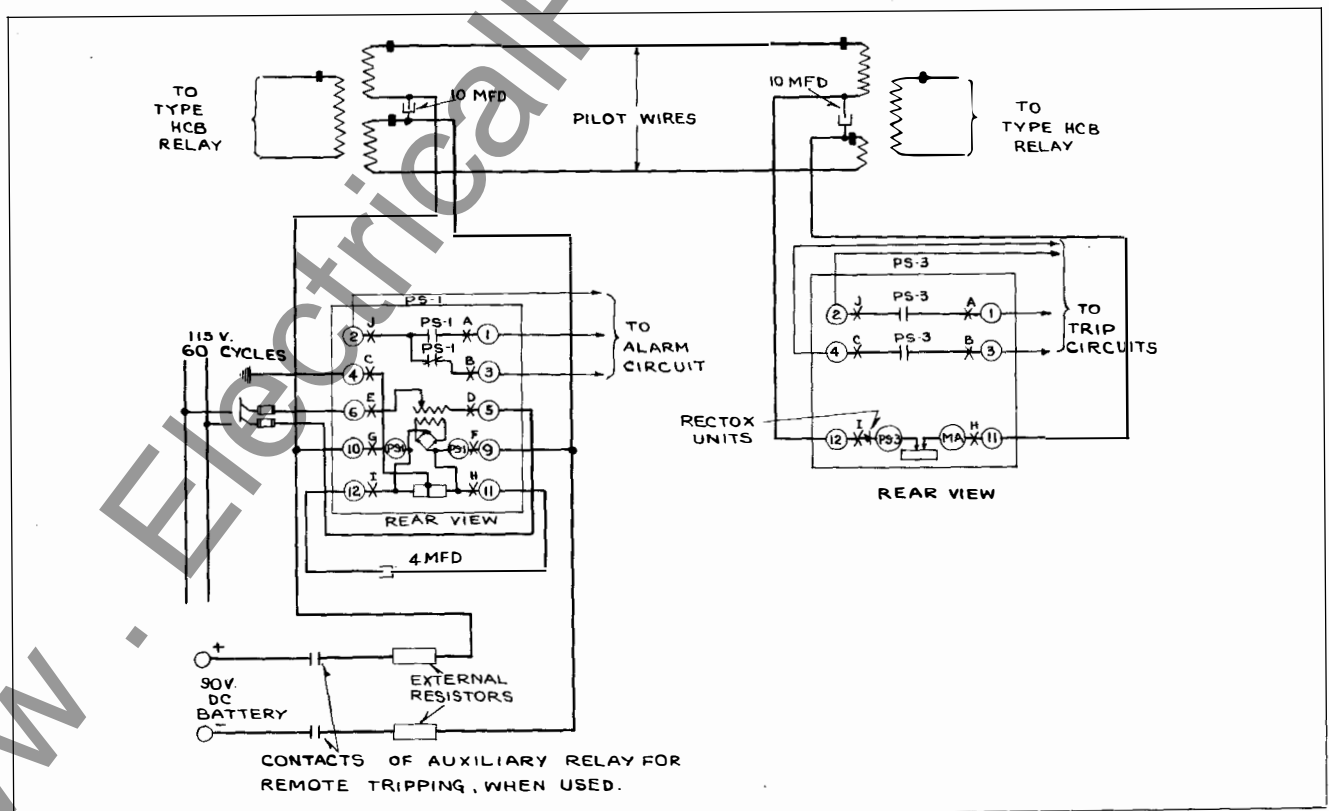 10 MFD
10 MFD
PILOT WIRES
TO
TYPE
HCB
RELAY
TO
TYPE HCB
RELAY
PS-1
2 J PS-1 A 1
PS-1
4 C B 3
6 E D 5
10 G PS1 PS1 F 9
12 I H 11
REAR VIEW
4 MFD
TO
ALARM
CIRCUIT
115 V.
60 CYCLES
PS-3
2 J PS-3 A 1
4 C PS-3 B 3
12 I PS3 MA H 11
RECTOX
UNITS
REAR VIEW
TO
TRIP
CIRCUITS
+
90V.
DC
BATTERY
-
EXTERNAL
RESISTORS
CONTACTS OF AUXILIARY RELAY FOR
REMOTE TRIPPING, WHEN USED.
w . Electrical